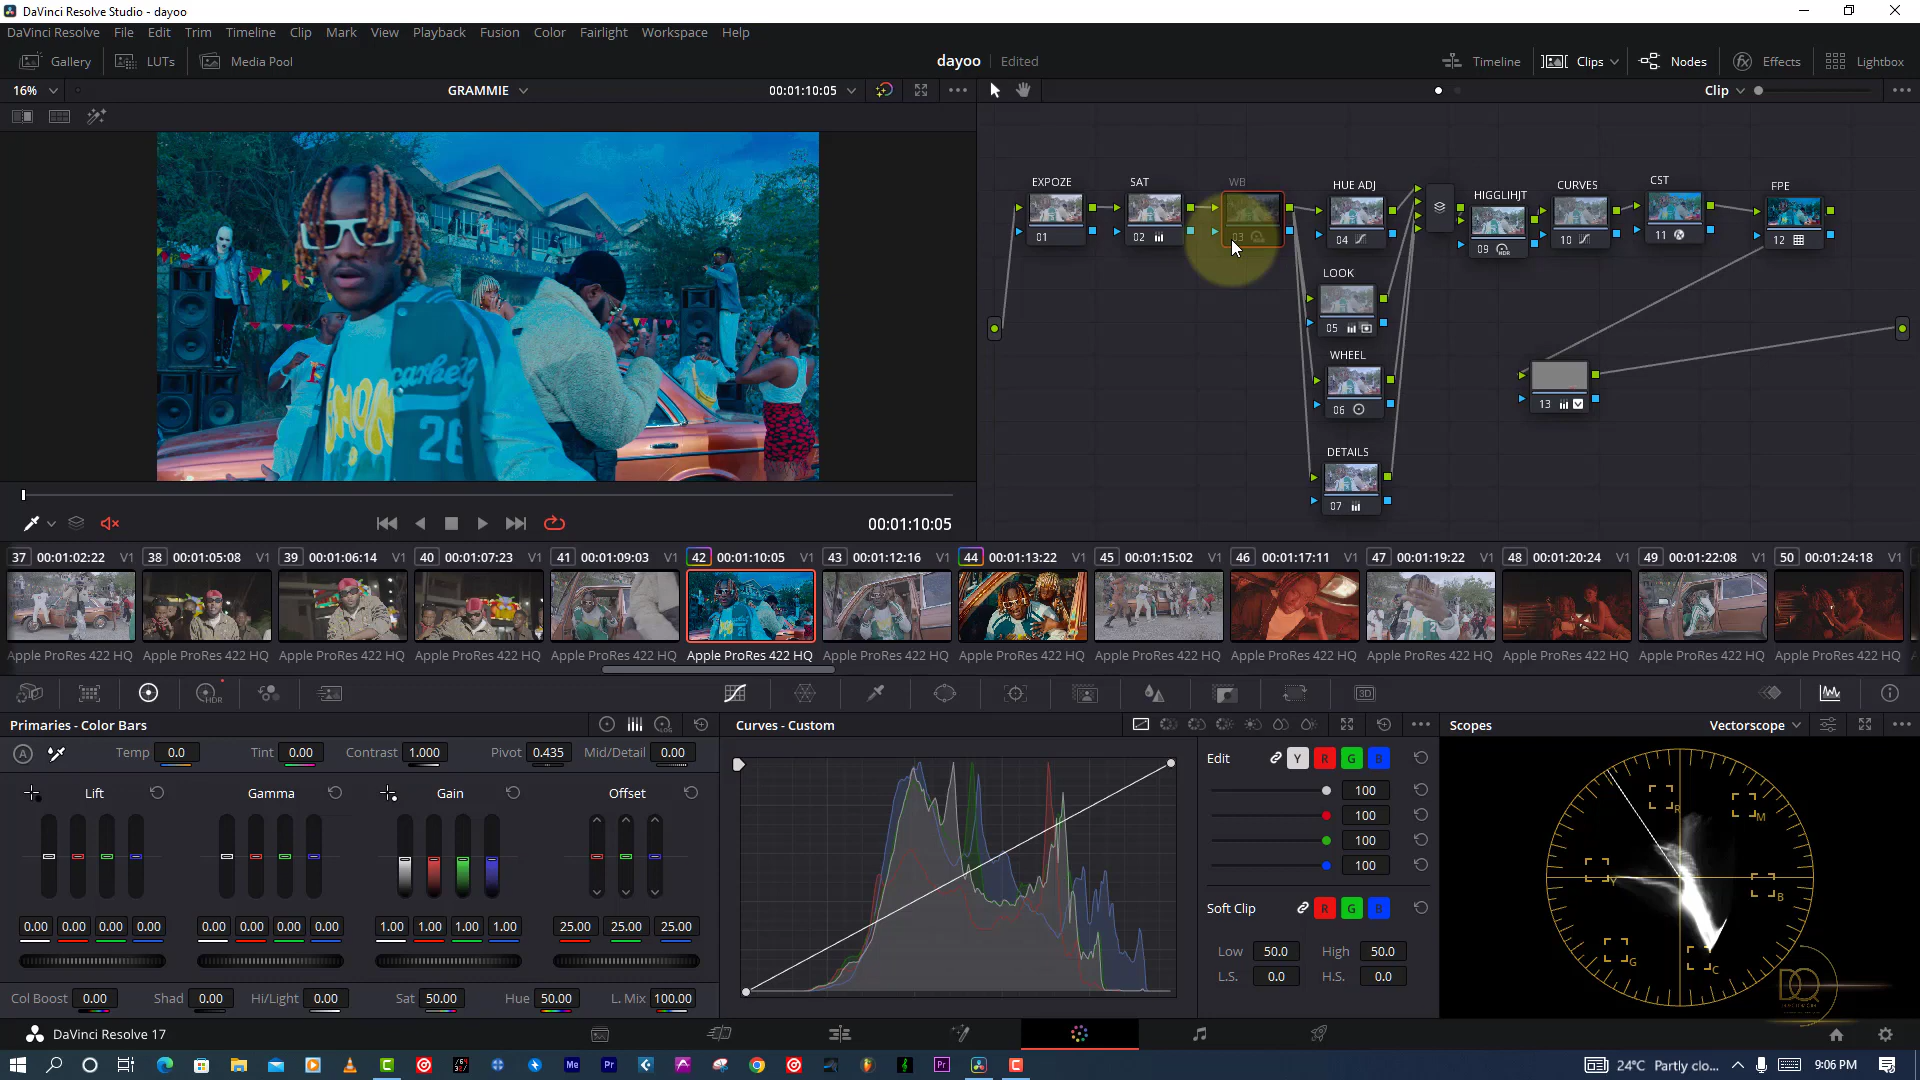 DaVinci Resolve Studio - dayoo
DaVinci Resolve File Edit Trim Timeline Clip Mark View Playback Fusion Color Fairlight Workspace Help
Gallery LUTs Media Pool dayoo Edited Timeline Clips Nodes Effects Lightbox
16% GRAMMIE 00:01:10:05 Clip
EXPOZE SAT WB HUE ADJ HIGGLIHJT CURVES CST FPE
01 02 03 04 09 HDR 10 11 12
LOOK
05
WHEEL
06
13
DETAILS
07
00:01:10:05
37 00:01:02:22 V1 38 00:01:05:08 V1 39 00:01:06:14 V1 40 00:01:07:23 V1 41 00:01:09:03 V1 42 00:01:10:05 V1 43 00:01:12:16 V1 44 00:01:13:22 V1 45 00:01:15:02 V1 46 00:01:17:11 V1 47 00:01:19:22 V1 48 00:01:20:24 V1 49 00:01:22:08 V1 50 00:01:24:18 V1
Apple ProRes 422 HQ Apple ProRes 422 HQ Apple ProRes 422 HQ Apple ProRes 422 HQ Apple ProRes 422 HQ Apple ProRes 422 HQ Apple ProRes 422 HQ Apple ProRes 422 HQ Apple ProRes 422 HQ Apple ProRes 422 HQ Apple ProRes 422 HQ Apple ProRes 422 HQ Apple ProRes 422 HQ Apple ProRes 422 HQ
HDR 3D
Primaries - Color Bars Curves - Custom Scopes Vectorscope
A Temp 0.0 Tint 0.00 Contrast 1.000 Pivot 0.435 Mid/Detail 0.00
Lift Gamma Gain Offset
0.00 0.00 0.00 0.00 0.00 0.00 0.00 0.00 1.00 1.00 1.00 1.00 25.00 25.00 25.00
Col Boost 0.00 Shad 0.00 Hi/Light 0.00 Sat 50.00 Hue 50.00 L. Mix 100.00
Edit Y R G B
100
100
100
100
Soft Clip R G B
Low 50.0 High 50.0
L.S. 0.0 H.S. 0.0
R M Y B G C
DQ
DaVinci Resolve 17
24°C Partly clo... 9:06 PM